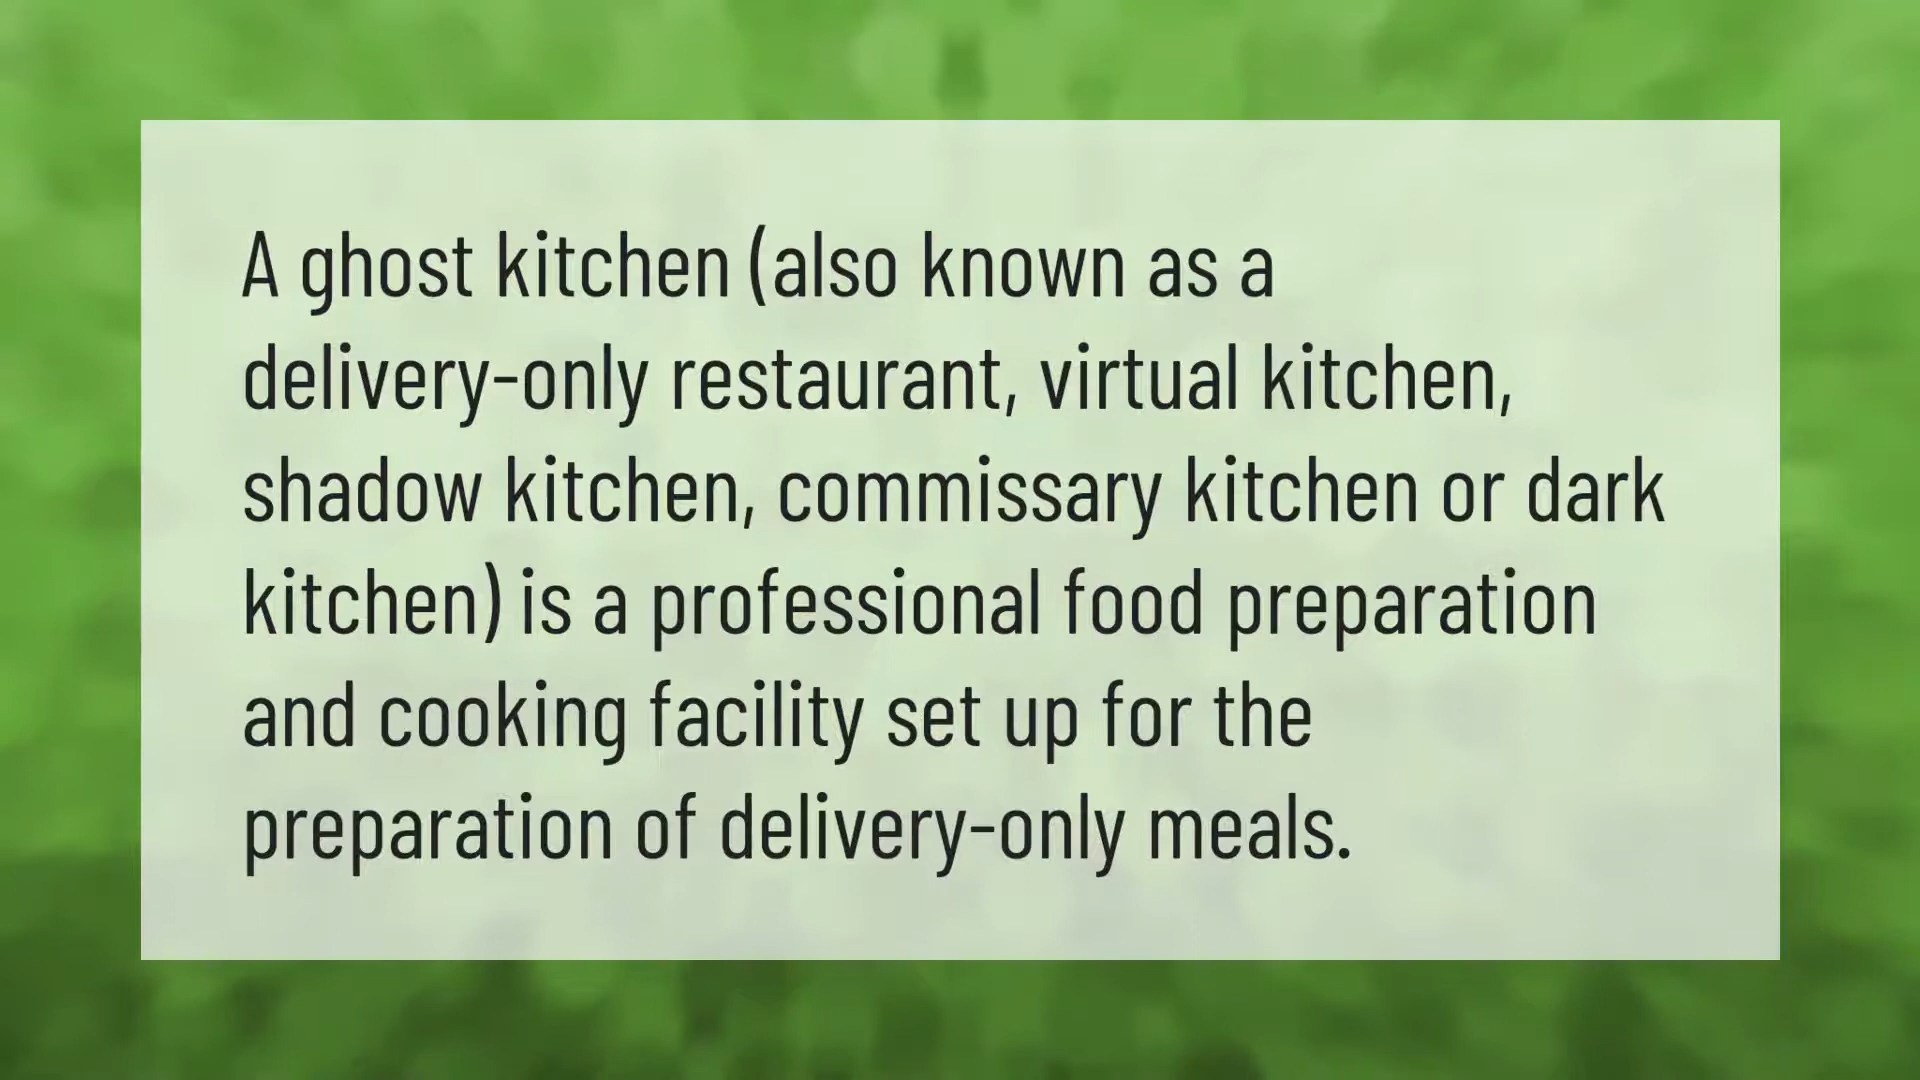 A ghost kitchen (also known as a
delivery-only restaurant, virtual kitchen,
shadow kitchen, commissary kitchen or dark
kitchen) is a professional food preparation
and cooking facility set up for the
preparation of delivery-only meals.